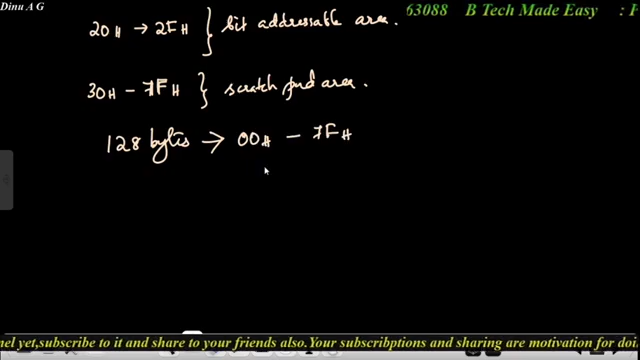 Dinu A G
63088 B Tech Made Easy : H
20H → 2FH } bit addressable area.
30H - 7FH } scratch pad area.
128 bytes → 00H - 7FH
nel yet,subscribe to it and share to your friends also.Your subscribptions and sharing are motivation for do